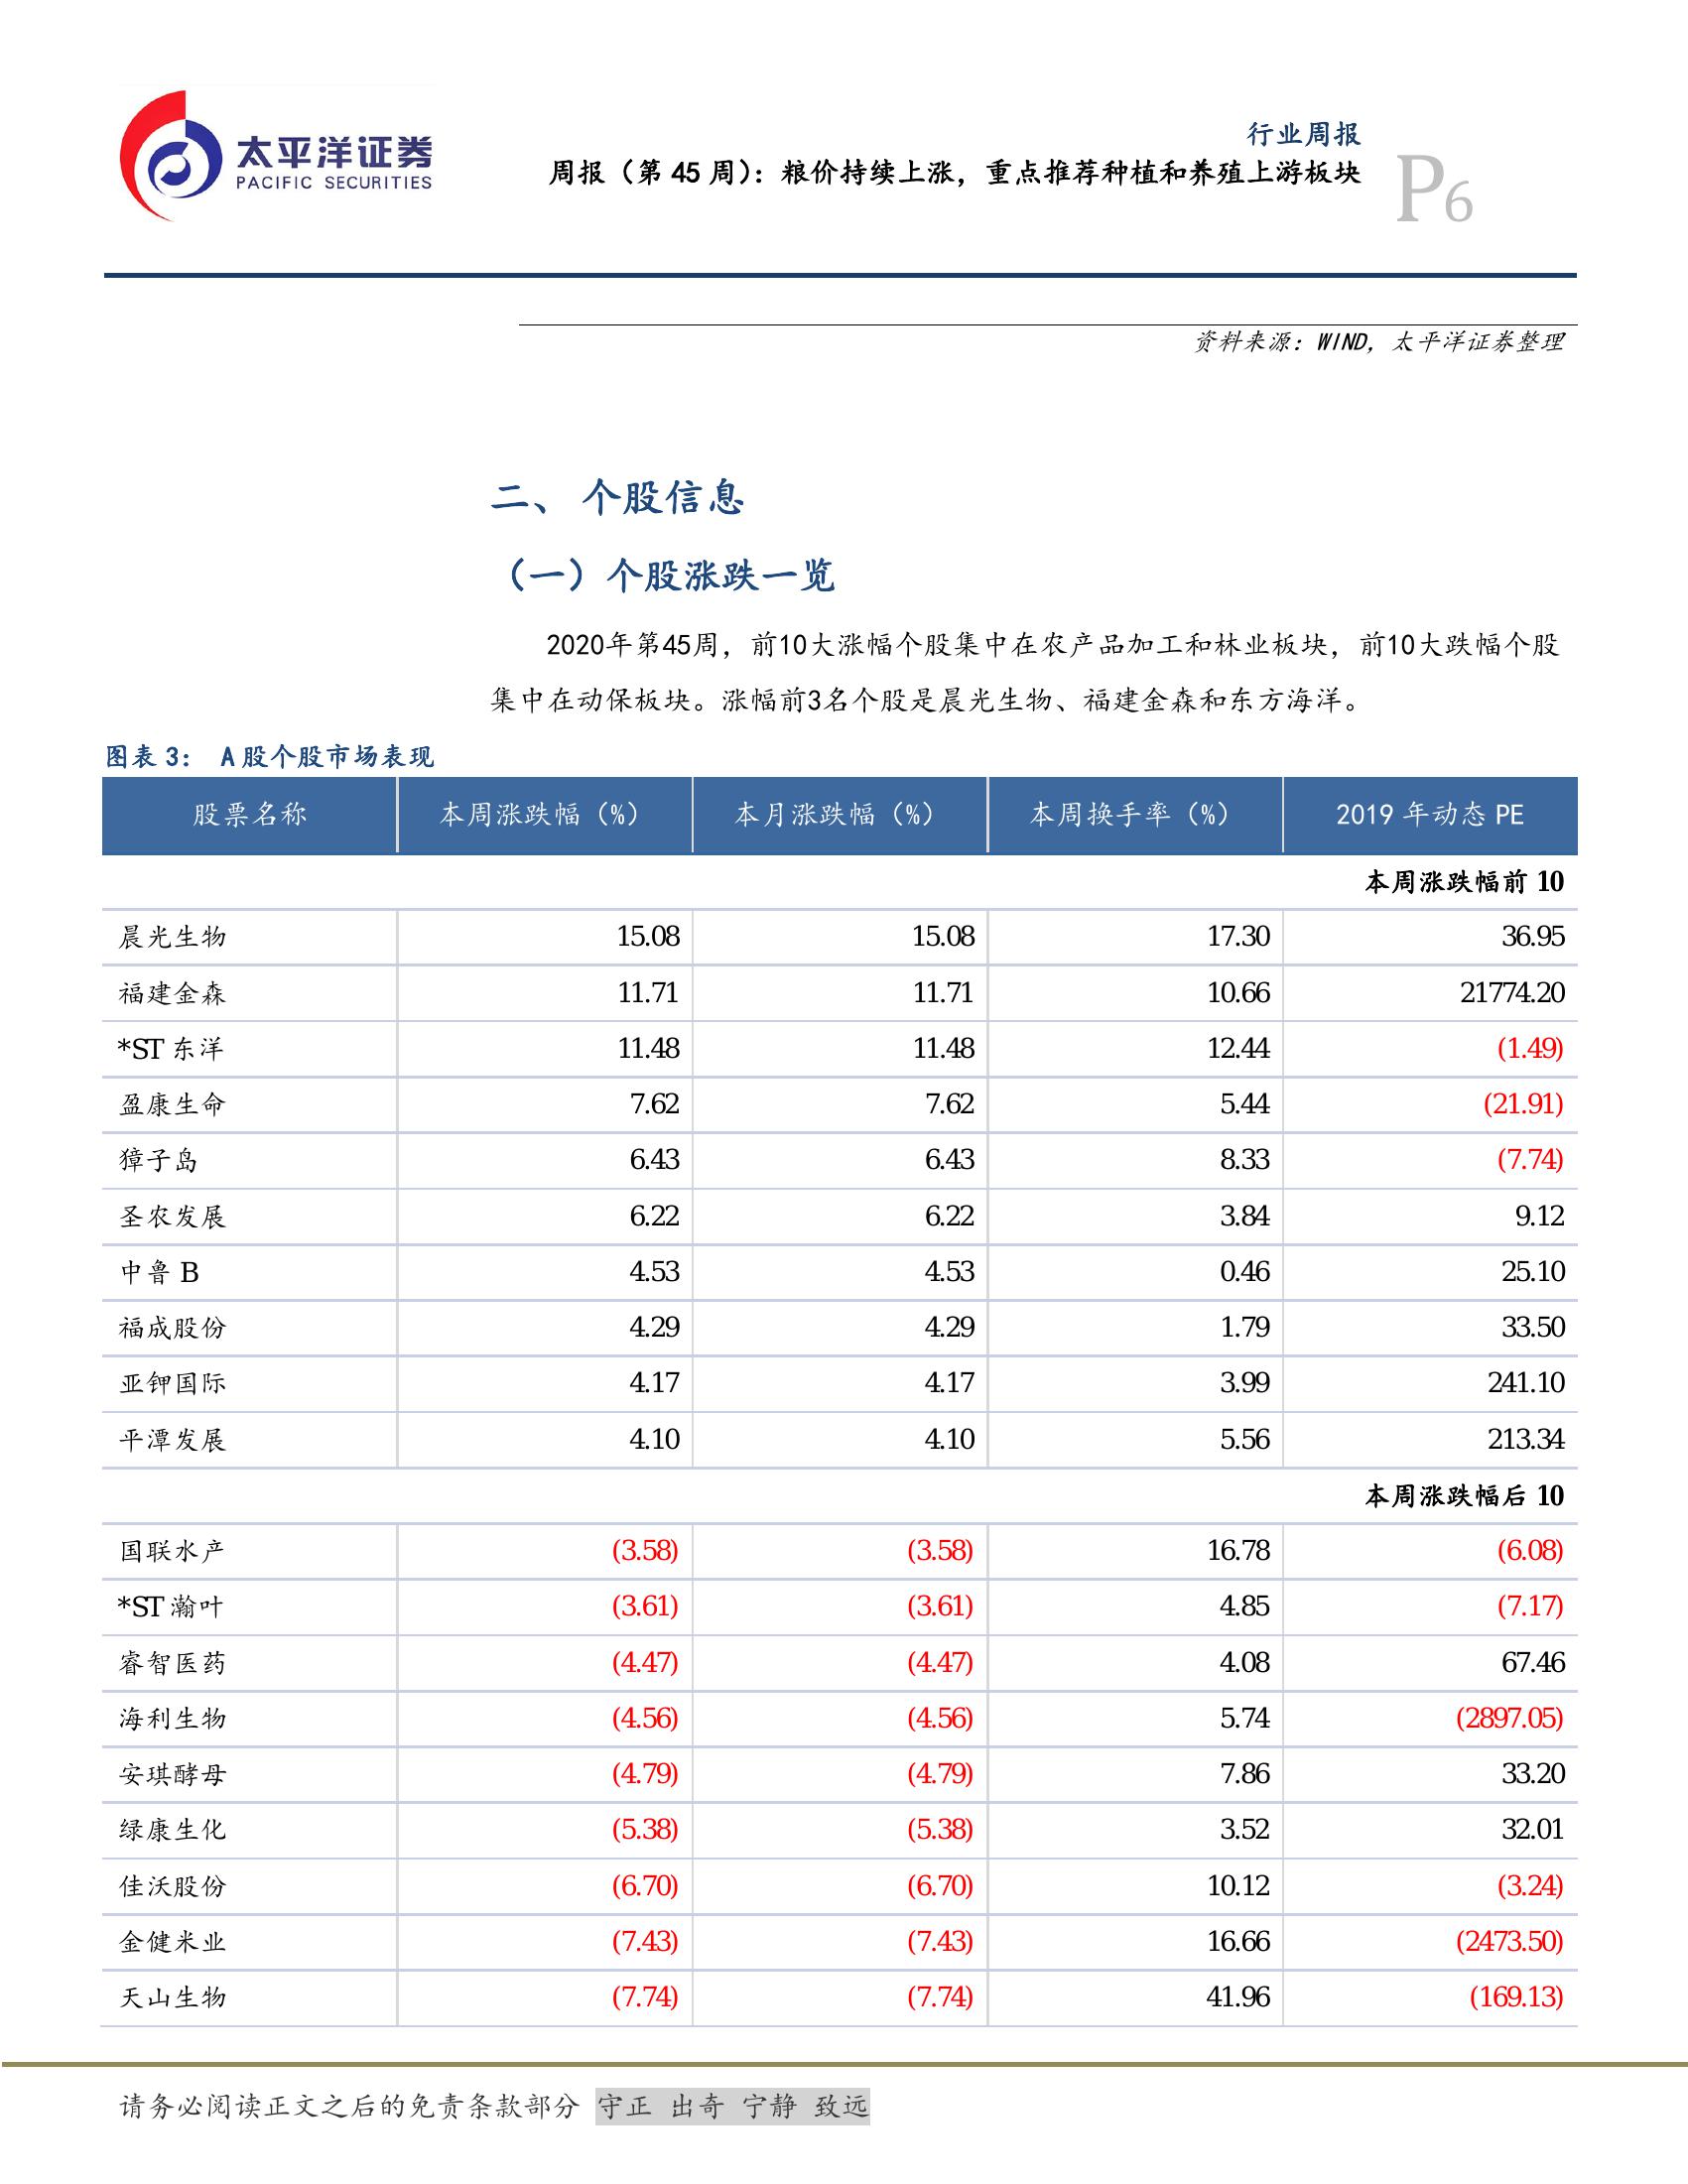 太平洋证券
PACIFIC SECURITIES
行业周报
周报（第 45 周）：粮价持续上涨，重点推荐种植和养殖上游板块
P6
资料来源：WIND，太平洋证券整理
二、 个股信息
（一）个股涨跌一览
2020年第45周，前10大涨幅个股集中在农产品加工和林业板块，前10大跌幅个股
集中在动保板块。涨幅前3名个股是晨光生物、福建金森和东方海洋。
图表 3： A 股个股市场表现
股票名称 本周涨跌幅（%） 本月涨跌幅（%） 本周换手率（%） 2019 年动态 PE
本周涨跌幅前 10
晨光生物 15.08 15.08 17.30 36.95
福建金森 11.71 11.71 10.66 21774.20
*ST 东洋 11.48 11.48 12.44 (1.49)
盈康生命 7.62 7.62 5.44 (21.91)
獐子岛 6.43 6.43 8.33 (7.74)
圣农发展 6.22 6.22 3.84 9.12
中鲁 B 4.53 4.53 0.46 25.10
福成股份 4.29 4.29 1.79 33.50
亚钾国际 4.17 4.17 3.99 241.10
平潭发展 4.10 4.10 5.56 213.34
本周涨跌幅后 10
国联水产 (3.58) (3.58) 16.78 (6.08)
*ST 瀚叶 (3.61) (3.61) 4.85 (7.17)
睿智医药 (4.47) (4.47) 4.08 67.46
海利生物 (4.56) (4.56) 5.74 (2897.05)
安琪酵母 (4.79) (4.79) 7.86 33.20
绿康生化 (5.38) (5.38) 3.52 32.01
佳沃股份 (6.70) (6.70) 10.12 (3.24)
金健米业 (7.43) (7.43) 16.66 (2473.50)
天山生物 (7.74) (7.74) 41.96 (169.13)
请务必阅读正文之后的免责条款部分 守正 出奇 宁静 致远